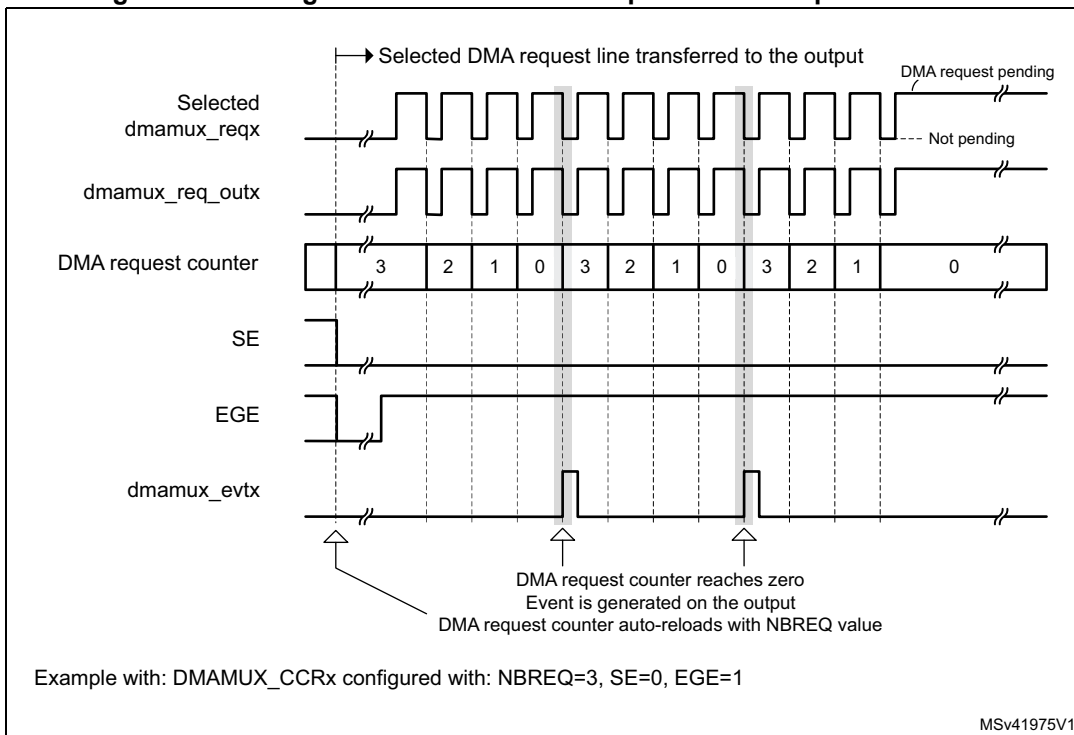 Selected DMA request line transferred to the output
DMA request pending
Selected
dmamux_reqx
Not pending
dmamux_req_outx
DMA request counter
3 2 1 0 3 2 1 0 3 2 1 0
SE
EGE
dmamux_evtx
DMA request counter reaches zero
Event is generated on the output
DMA request counter auto-reloads with NBREQ value
Example with: DMAMUX_CCRx configured with: NBREQ=3, SE=0, EGE=1
MSv41975V1